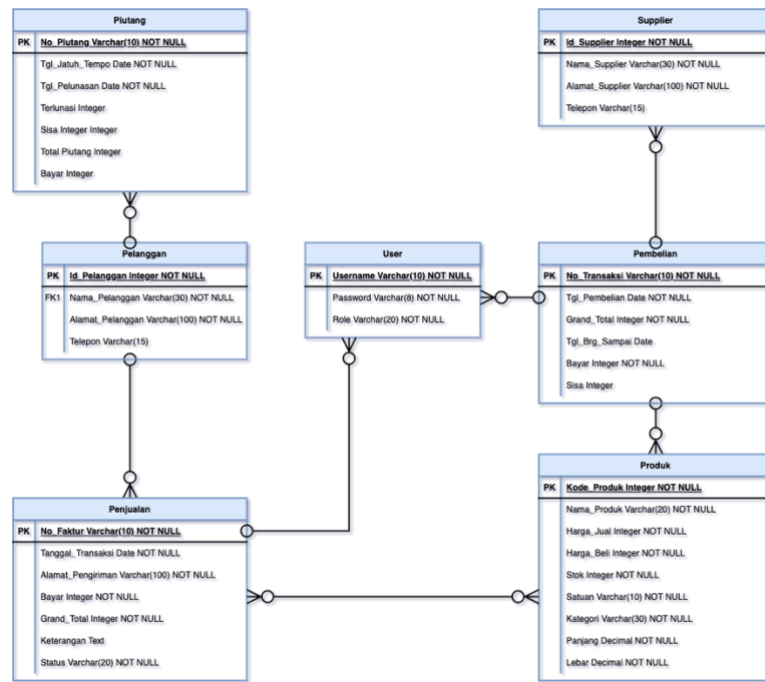 Piutang
PK No_Piutang Varchar(10) NOT NULL
Tgl_Jatuh_Tempo Date NOT NULL
Tgl_Pelunasan Date NOT NULL
Terlunasi Integer
Sisa Integer Integer
Total Piutang Integer
Bayar Integer
Supplier
PK Id_Supplier Integer NOT NULL
Nama_Supplier Varchar(30) NOT NULL
Alamat_Supplier Varchar(100) NOT NULL
Telepon Varchar(15)
Pelanggan
PK Id_Pelanggan Integer NOT NULL
FK1 Nama_Pelanggan Varchar(30) NOT NULL
Alamat_Pelanggan Varchar(100) NOT NULL
Telepon Varchar(15)
User
PK Username Varchar(10) NOT NULL
Password Varchar(8) NOT NULL
Role Varchar(20) NOT NULL
Pembelian
PK No_Transaksi Varchar(10) NOT NULL
Tgl_Pembelian Date NOT NULL
Grand_Total Integer NOT NULL
Tgl_Brg_Sampai Date
Bayar Integer NOT NULL
Sisa Integer
Penjualan
PK No_Faktur Varchar(10) NOT NULL
Tanggal_Transaksi Date NOT NULL
Alamat_Pengiriman Varchar(100) NOT NULL
Bayar Integer NOT NULL
Grand_Total Integer NOT NULL
Keterangan Text
Status Varchar(20) NOT NULL
Produk
PK Kode_Produk Integer NOT NULL
Nama_Produk Varchar(20) NOT NULL
Harga_Jual Integer NOT NULL
Harga_Beli Integer NOT NULL
Stok Integer NOT NULL
Satuan Varchar(10) NOT NULL
Kategori Varchar(30) NOT NULL
Panjang Decimal NOT NULL
Lebar Decimal NOT NULL